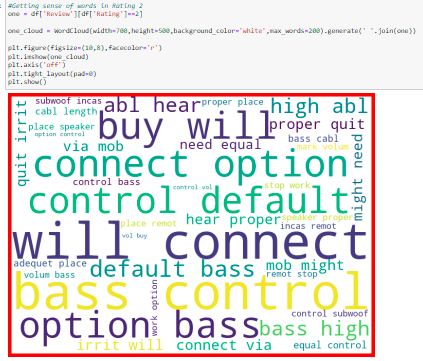 #Getting sense of words in Rating 2
one = df['Review'][df['Rating']==2]
one_cloud = WordCloud(width=700,height=500,background_color='white',max_words=200).generate(' '.join(one))
plt.figure(figsize=(10,8),facecolor='r')
plt.imshow(one_cloud)
plt.axis('off')
plt.tight_layout(pad=0)
plt.show()
quit irrit
subwoof incas
cabl length
abl hear
proper place
high abl
place speaker
option control
buy will
proper quit
bass cabl
mark volum
via mob
need equal
connect option
might need
control bass
control vol
stop work
control default
hear proper
speaker proper
place remot
incas remot
will connect
vol buy
adequet place
volum bass
default bass
mob might
remot stop
bass control
work option
option bass
control subwoof
bass high
irrit will
connect via
equal control